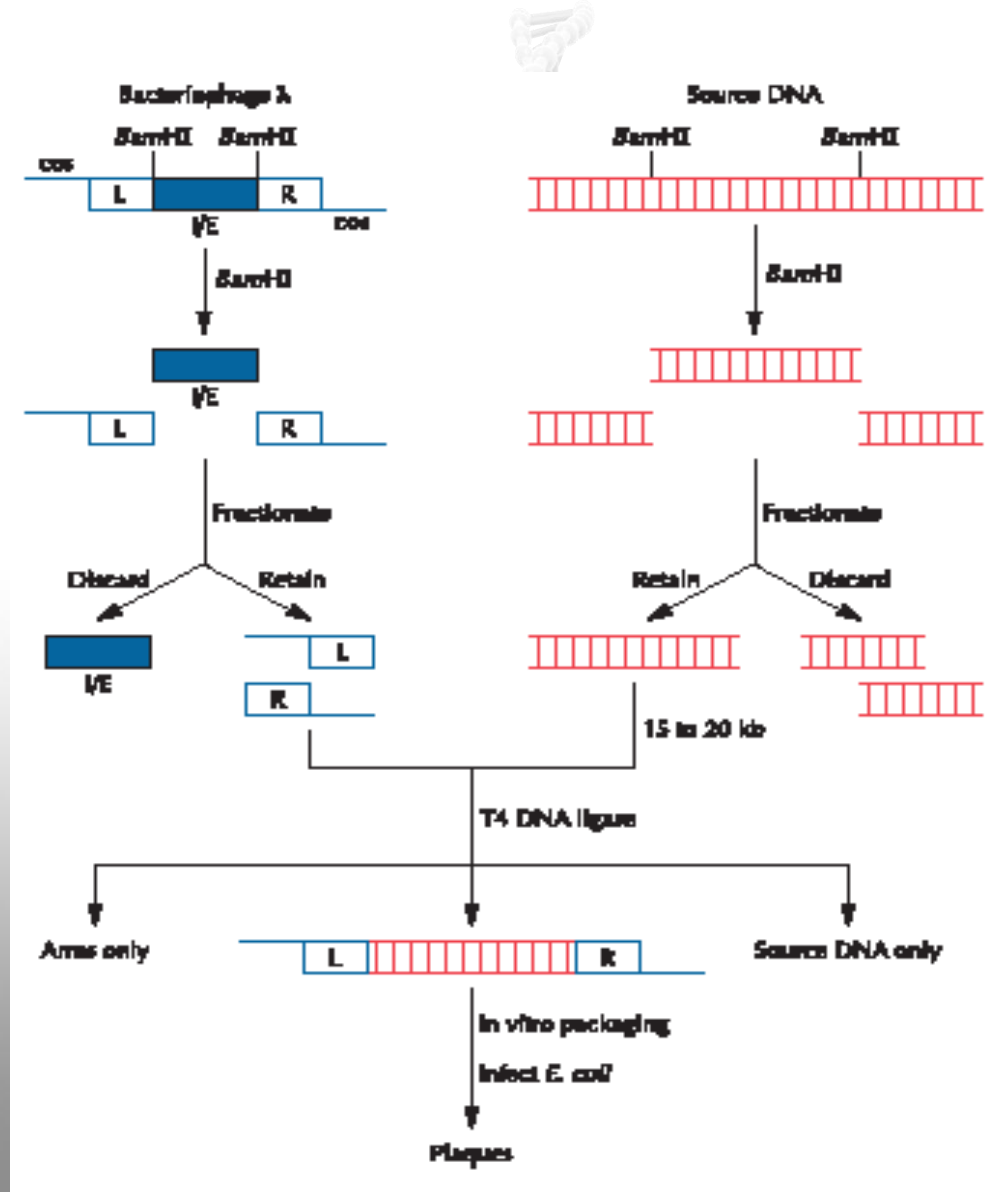 Bacteriophage λ
Source DNA
BamHI BamHI
BamHI BamHI
cos
L
R
I/E
cos
BamHI
BamHI
I/E
L
R
Fractionate
Fractionate
Discard
Retain
Retain
Discard
L
I/E
R
15 to 20 kb
T4 DNA ligase
Arms only
L
R
Source DNA only
In vitro packaging
Infect E. coli
Plaques